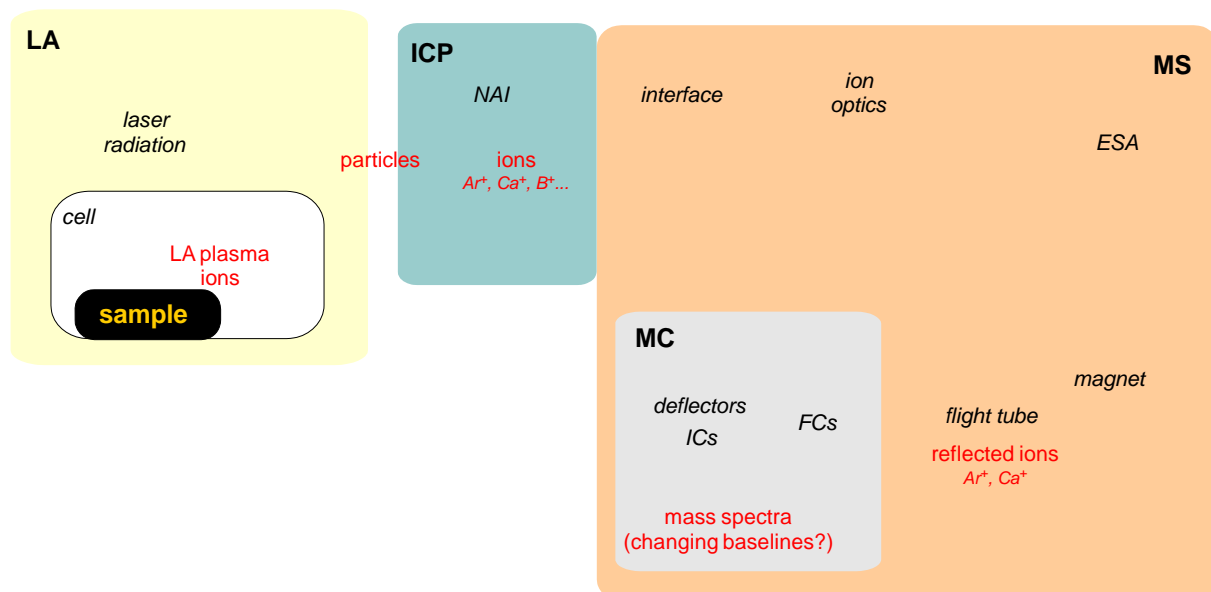 LA
laser
radiation
cell
LA plasma
ions
sample
particles
ICP
NAI
ions
Ar⁺, Ca⁺, B⁺...
MS
interface
ion
optics
ESA
magnet
flight tube
reflected ions
Ar⁺, Ca⁺
MC
deflectors
ICs
FCs
mass spectra
(changing baselines?)